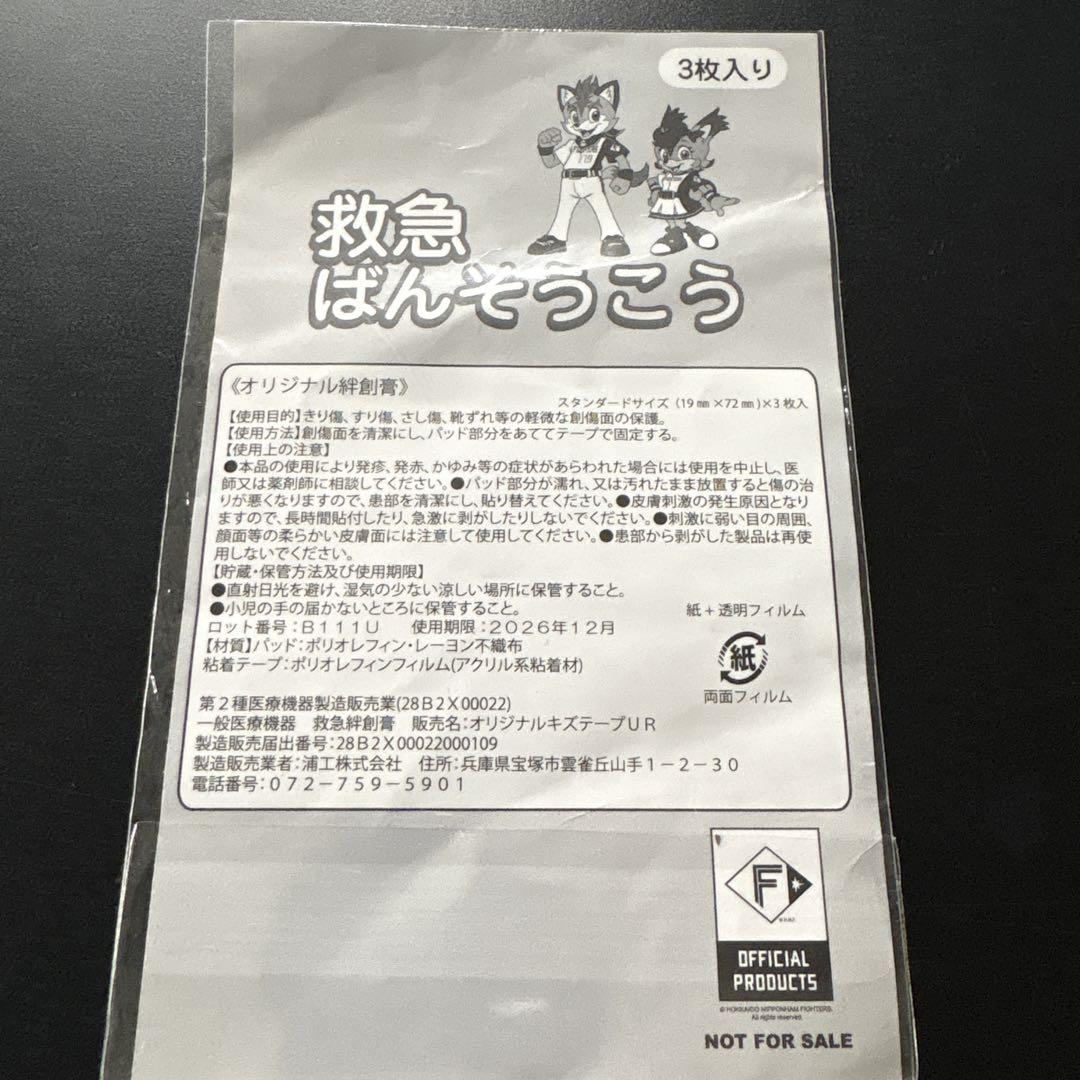 3枚入り
救急
ばんそうこう
《オリジナル絆創膏》
スタンダードサイズ（19㎜×72㎜)×3枚入
【使用目的】きり傷、すり傷、さし傷、靴ずれ等の軽微な創傷面の保護。
【使用方法】創傷面を清潔にし、パッド部分をあててテープで固定する。
【使用上の注意】
●本品の使用により発疹、発赤、かゆみ等の症状があらわれた場合には使用を中止し、医
師又は薬剤師に相談してください。●パッド部分が濡れ、又は汚れたまま放置すると傷の治
りが悪くなりますので、患部を清潔にし、貼り替えてください。●皮膚刺激の発生原因となり
ますので、長時間貼付したり、急激に剥がしたりしないでください。●刺激に弱い目の周囲、
顔面等の柔らかい皮膚面には注意して使用してください。●患部から剥がした製品は再使
用しないでください。
【貯蔵・保管方法及び使用期限】
●直射日光を避け、湿気の少ない涼しい場所に保管すること。
●小児の手の届かないところに保管すること。
ロット番号：B111U　使用期限：2026年12月
【材質】パッド：ポリオレフィン・レーヨン不織布
粘着テープ：ポリオレフィンフィルム(アクリル系粘着材)
紙＋透明フィルム
紙
両面フィルム
第2種医療機器製造販売業(28B2X00022)
一般医療機器　救急絆創膏　販売名：オリジナルキズテープUR
製造販売届出番号：28B2X00022000109
製造販売業者：浦工株式会社　住所：兵庫県宝塚市雲雀丘山手1－2－30
電話番号：072－759－5901
F
OFFICIAL
PRODUCTS
© HOKKAIDO NIPPONHAM FIGHTERS.
All rights reserved.
NOT FOR SALE